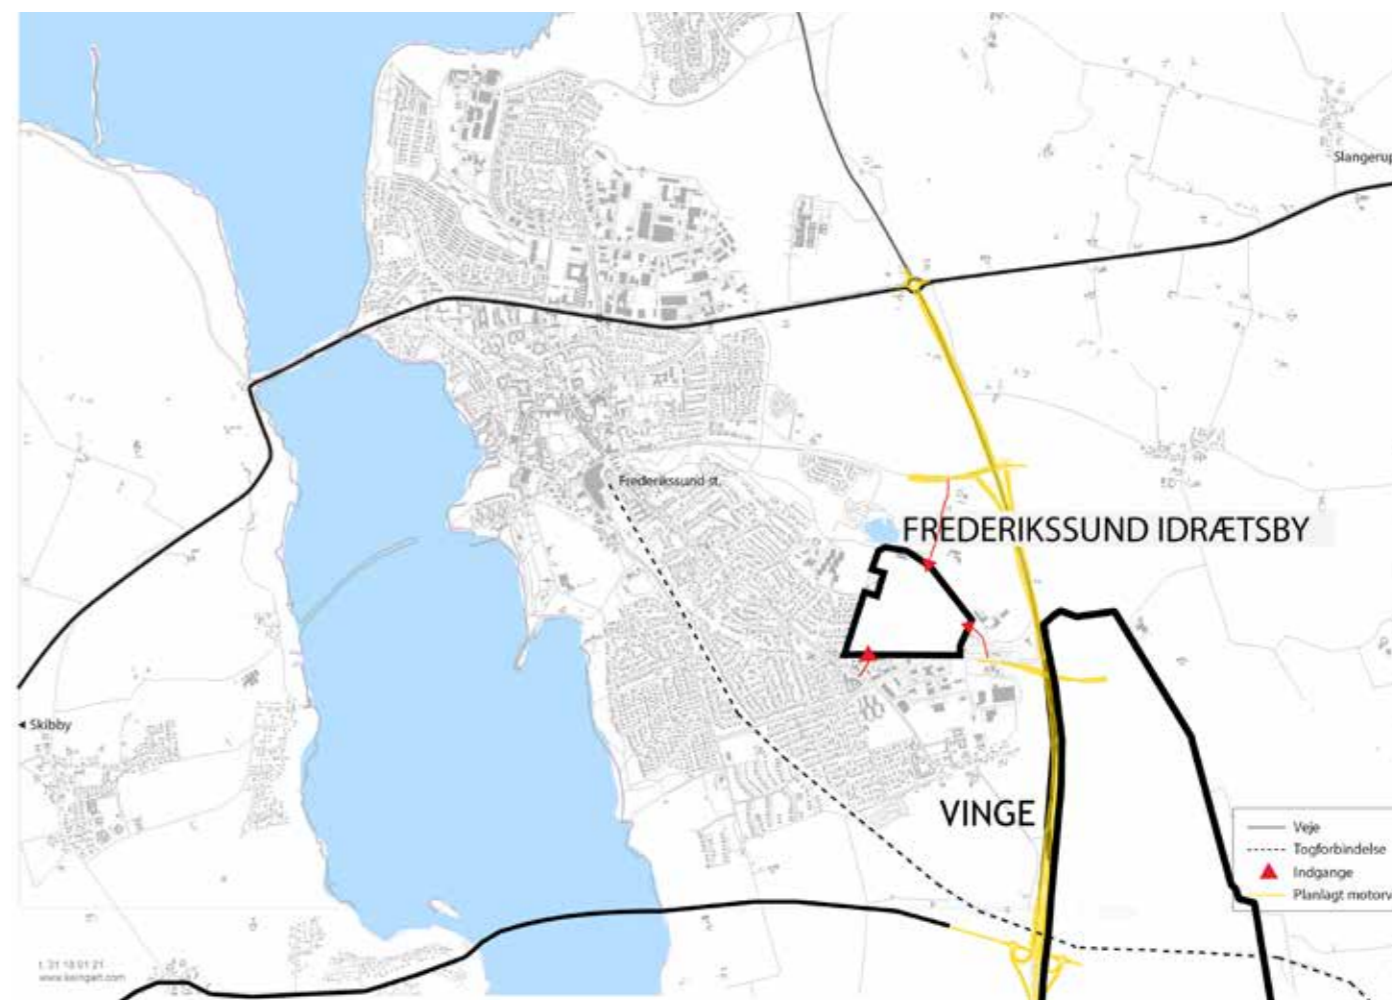 Slangerup
Frederikssund st.
FREDERIKSSUND IDRÆTSBY
◄ Skibby
VINGE
Veje
Togforbindelse
Indgange
Planlagt motorv